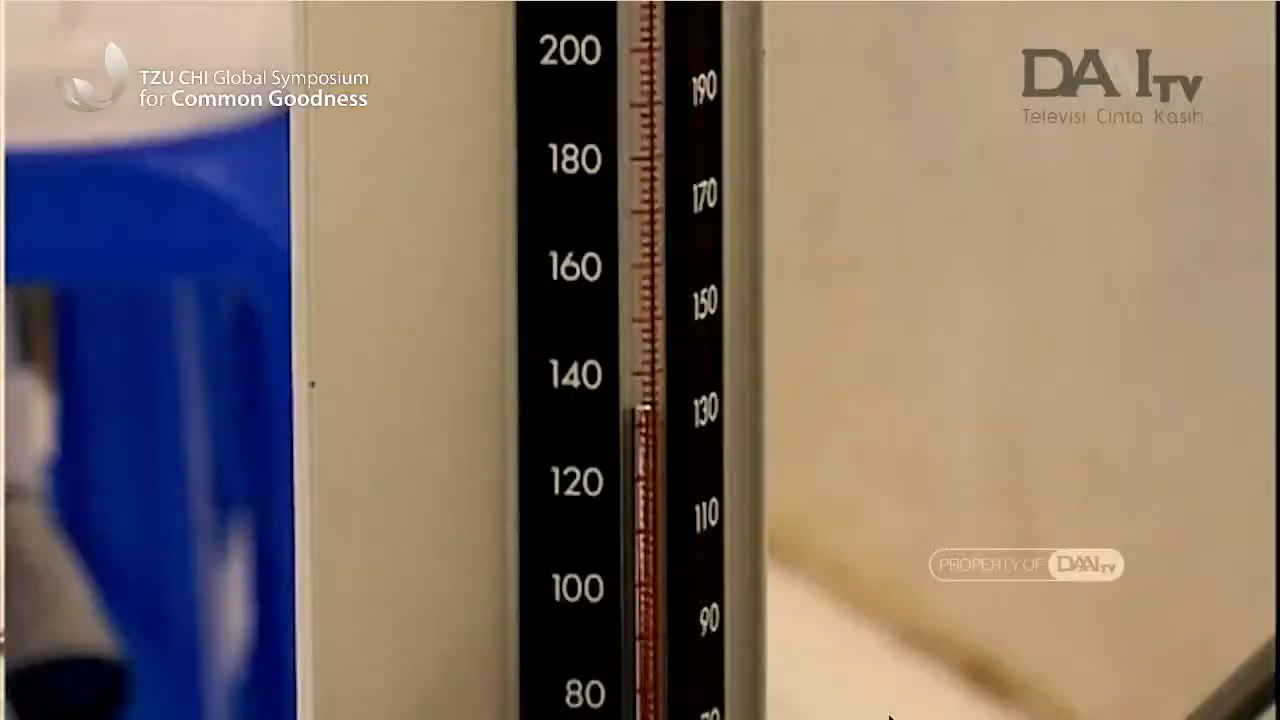 TZU CHI Global Symposium
for Common Goodness
DAAI TV
Televisi Cinta Kasih
200
190
180
170
160
150
140
130
120
110
100
90
80
70
PROPERTY OF DAAI TV